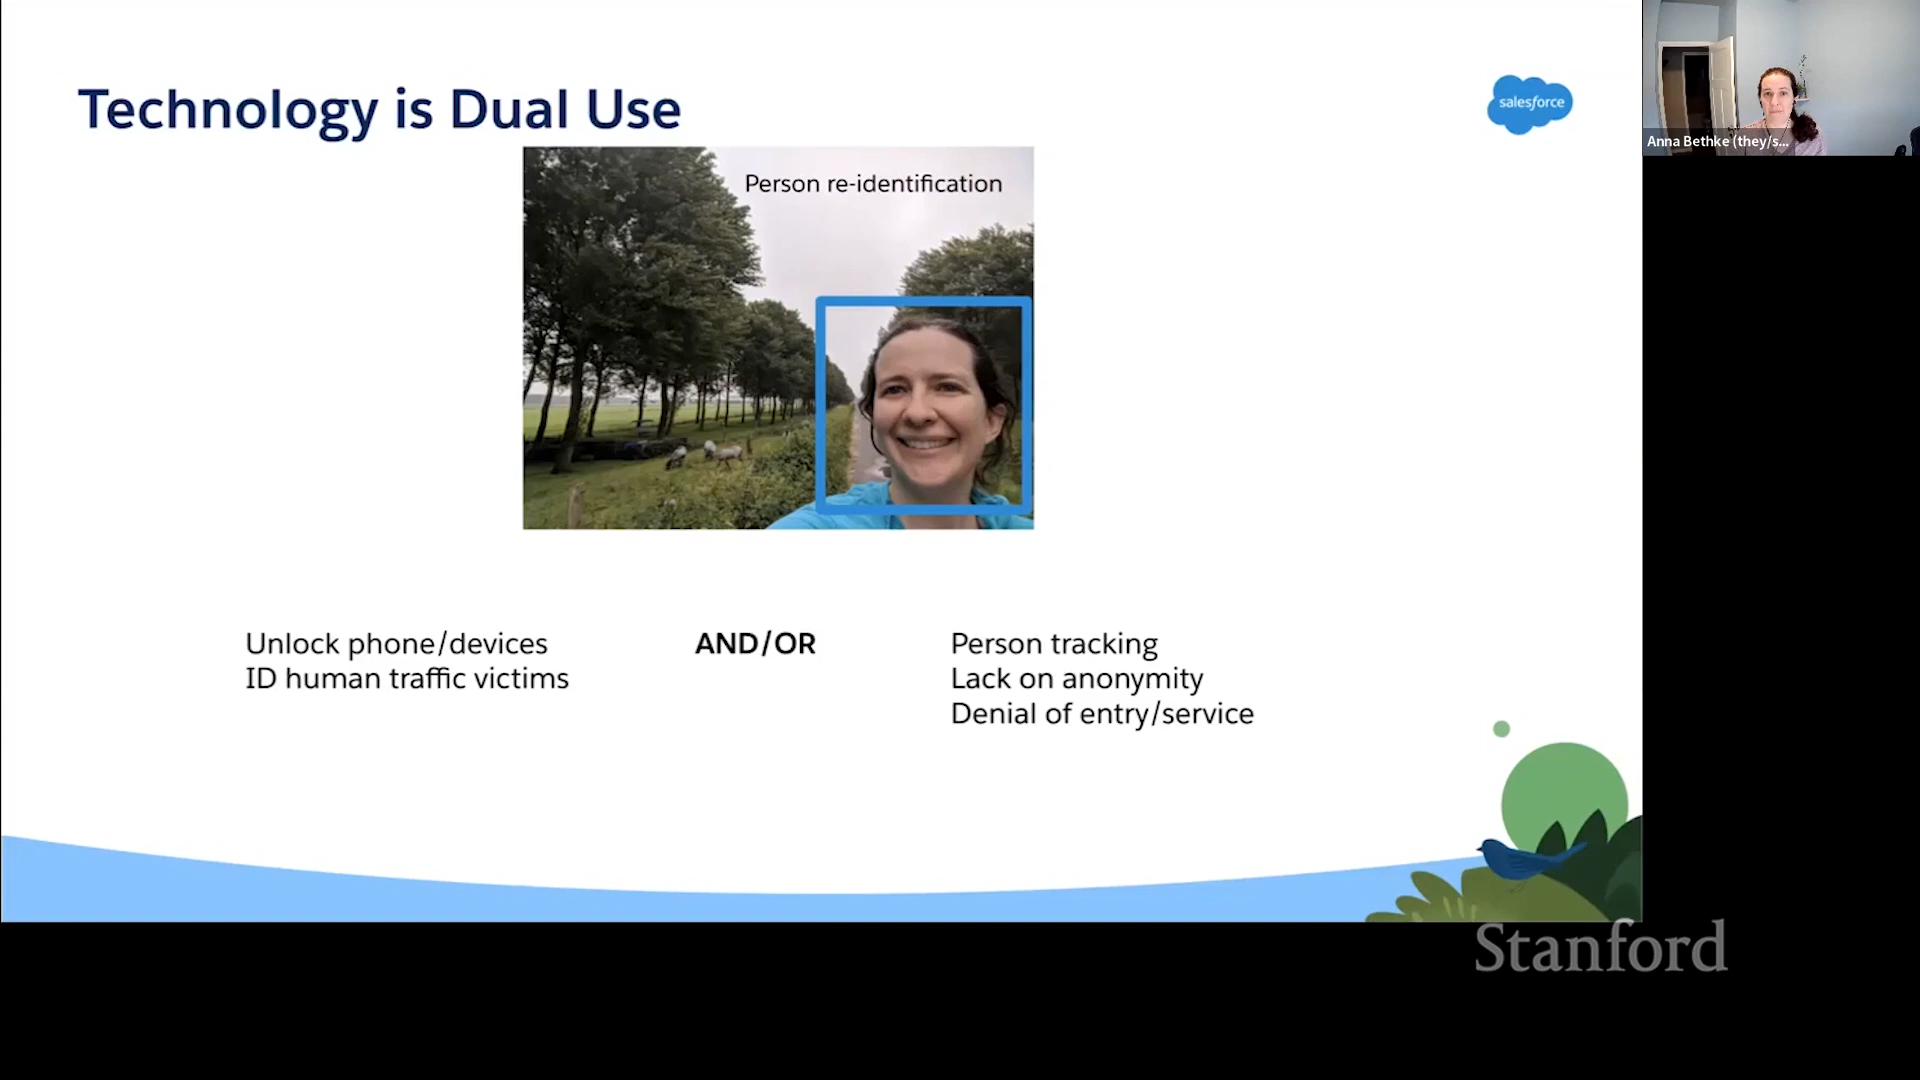 Technology is Dual Use
salesforce
Anna Bethke (they/s...
Person re-identification
Unlock phone/devices
ID human traffic victims
AND/OR
Person tracking
Lack on anonymity
Denial of entry/service
Stanford